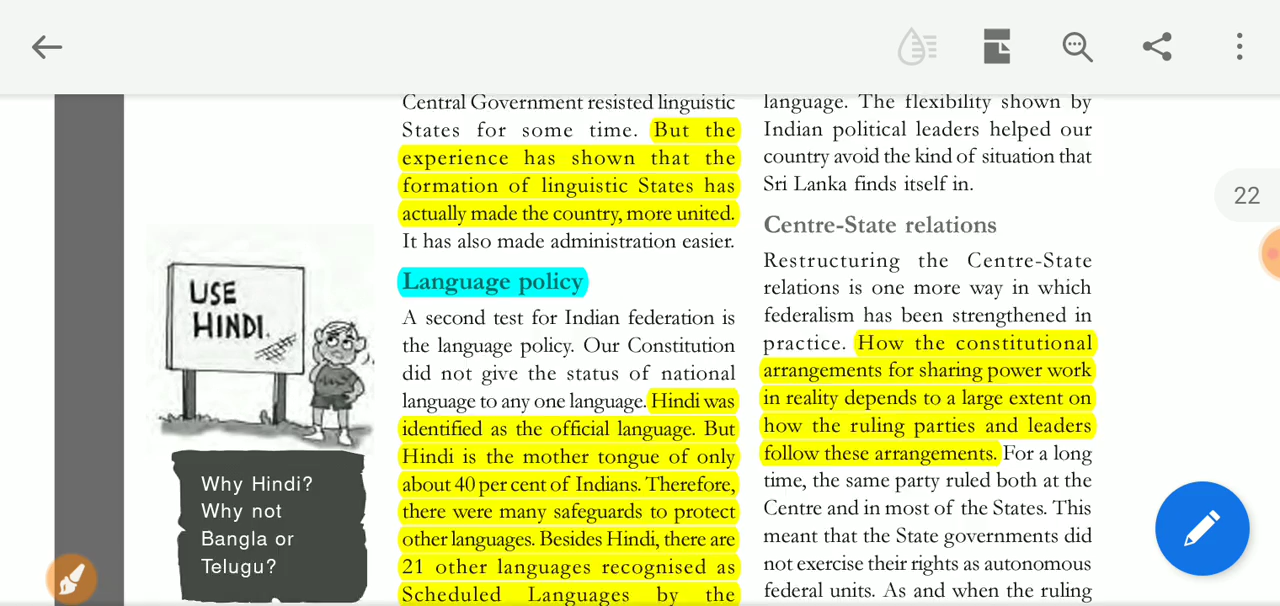 22
Central Government resisted linguistic
States for some time. But the
experience has shown that the
formation of linguistic States has
actually made the country, more united.
It has also made administration easier.
Language policy
A second test for Indian federation is
the language policy. Our Constitution
did not give the status of national
language to any one language. Hindi was
identified as the official language. But
Hindi is the mother tongue of only
about 40 per cent of Indians. Therefore,
there were many safeguards to protect
other languages. Besides Hindi, there are
21 other languages recognised as
Scheduled Languages by the
language. The flexibility shown by
Indian political leaders helped our
country avoid the kind of situation that
Sri Lanka finds itself in.
Centre-State relations
Restructuring the Centre-State
relations is one more way in which
federalism has been strengthened in
practice. How the constitutional
arrangements for sharing power work
in reality depends to a large extent on
how the ruling parties and leaders
follow these arrangements. For a long
time, the same party ruled both at the
Centre and in most of the States. This
meant that the State governments did
not exercise their rights as autonomous
federal units. As and when the ruling
USE
HINDI.
Why Hindi?
Why not
Bangla or
Telugu?